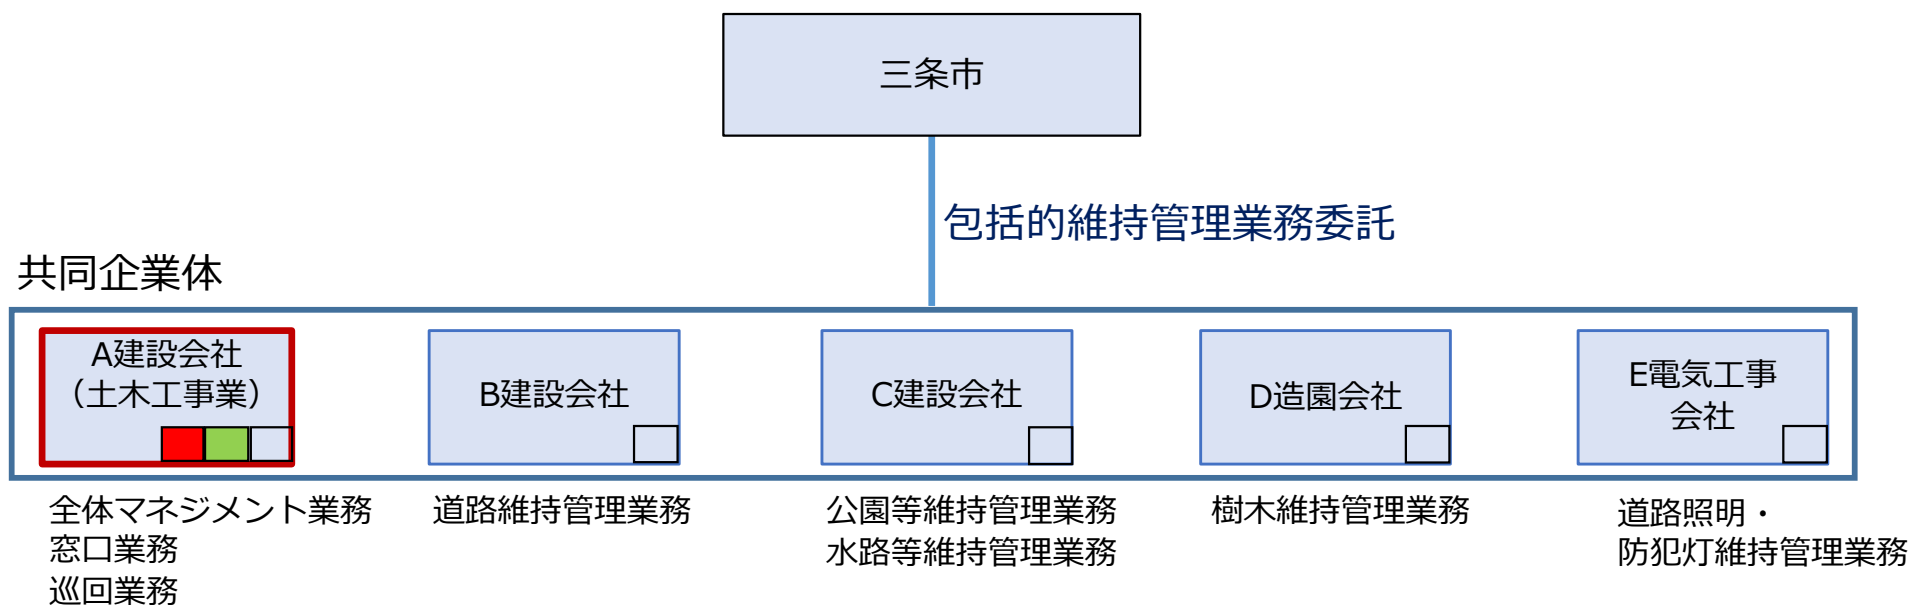 三条市
包括的維持管理業務委託
共同企業体
A建設会社
（土木工事業）
B建設会社
C建設会社
D造園会社
E電気工事
会社
全体マネジメント業務
窓口業務
巡回業務
道路維持管理業務
公園等維持管理業務
水路等維持管理業務
樹木維持管理業務
道路照明・
防犯灯維持管理業務